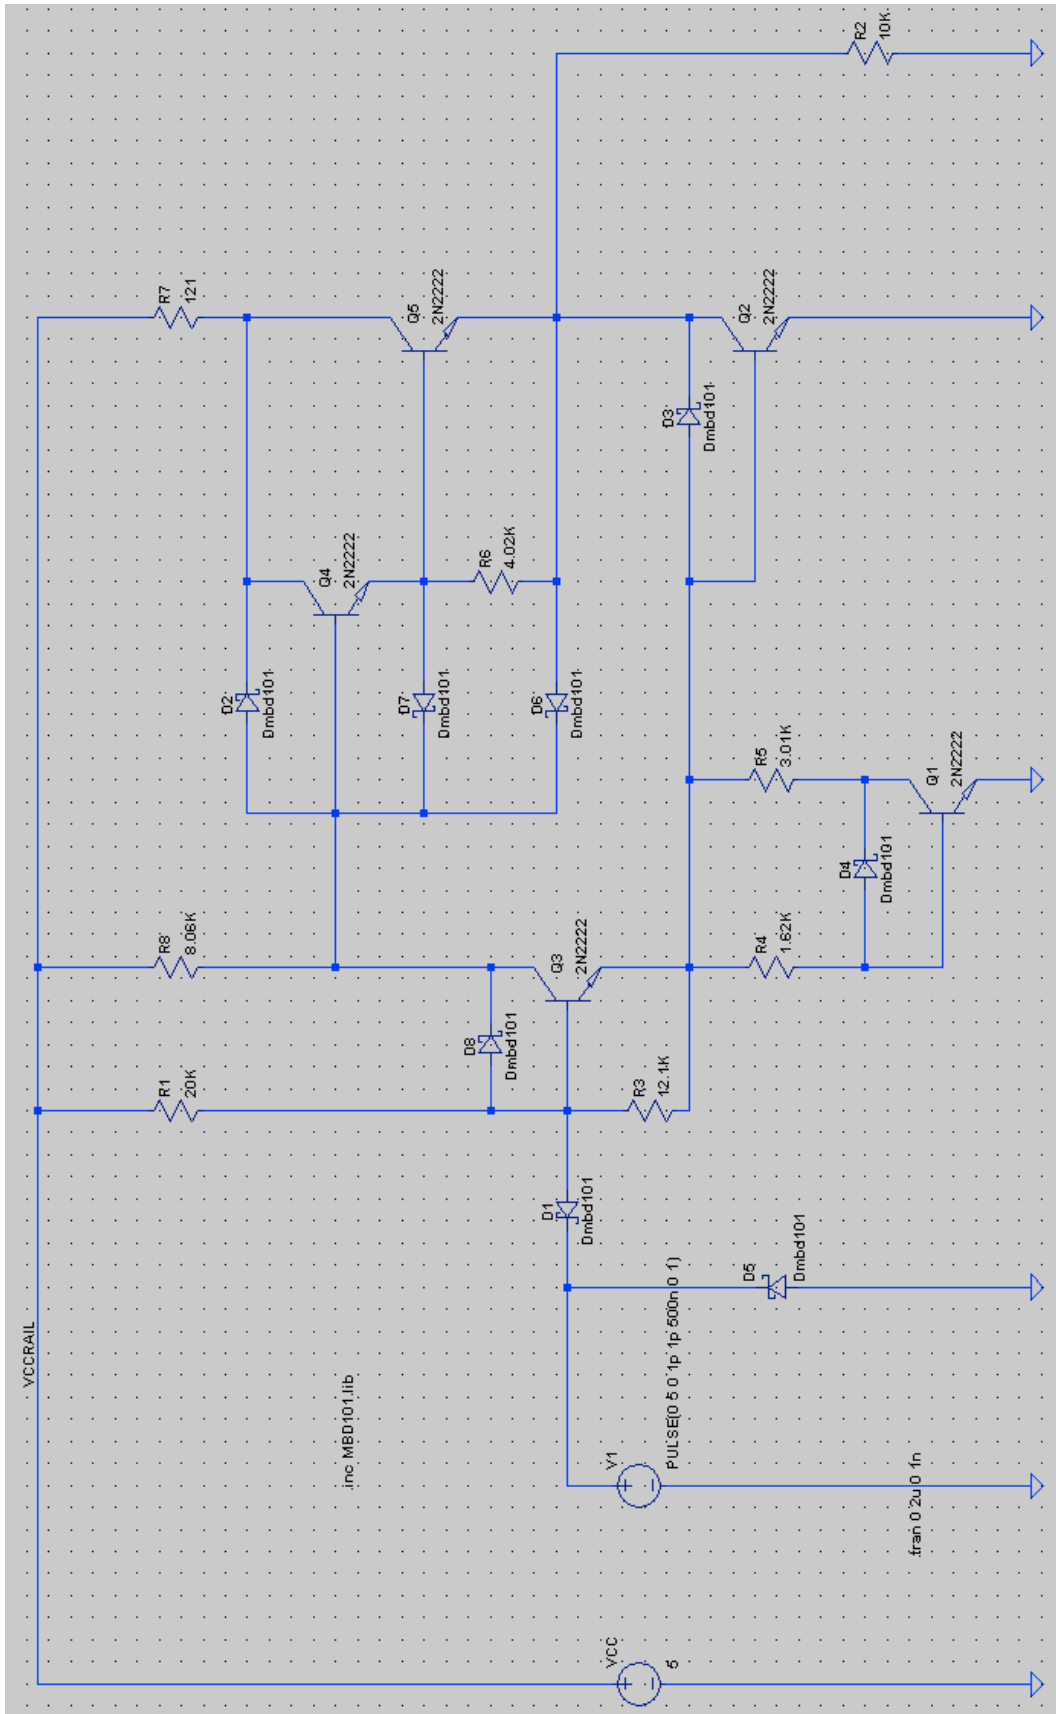 R2
10K
R7
121
Q5
2N2222
Q2
2N2222
D3
Dmbd101
Q4
2N2222
R6
4.02K
D2
Dmbd101
D7
Dmbd101
D6
Dmbd101
R5
3.01K
Q1
2N2222
D4
Dmbd101
R8
8.06K
Q3
2N2222
R4
1.62K
D8
Dmbd101
R1
20K
R3
12.1K
D1
Dmbd101
D5
Dmbd101
VCCRAIL
.inc MBD101.lib
V1
PULSE(0 5 0 1p 1p 500n 0 1)
.tran 0 2u 0 1n
VCC
5